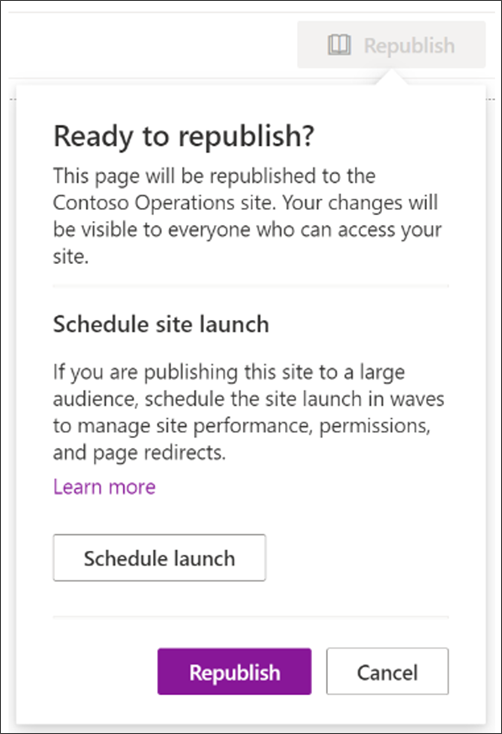 Republish
Ready to republish?
This page will be republished to the
Contoso Operations site. Your changes will
be visible to everyone who can access your
site.
Schedule site launch
If you are publishing this site to a large
audience, schedule the site launch in waves
to manage site performance, permissions,
and page redirects.
Learn more
Schedule launch
Republish
Cancel